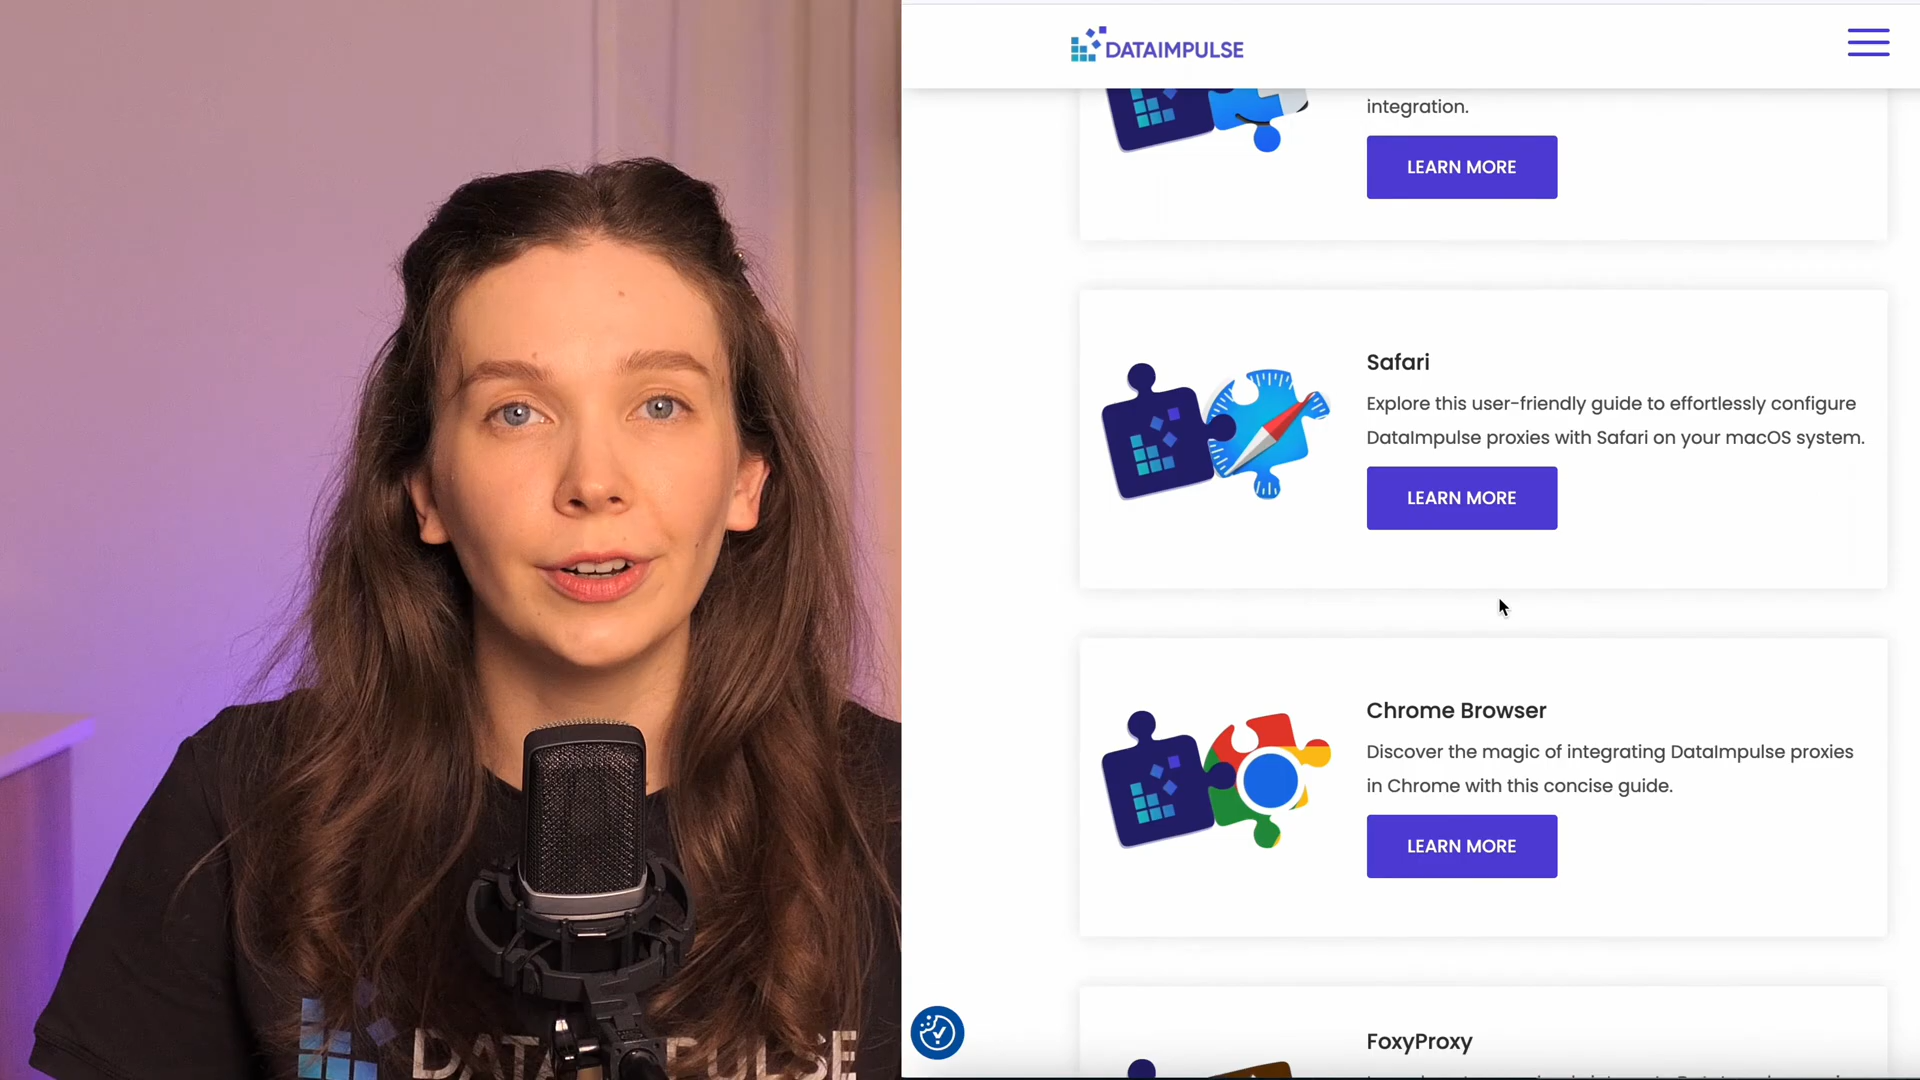 DATAIMPULSE
integration.
LEARN MORE
Safari
Explore this user-friendly guide to effortlessly configure
DataImpulse proxies with Safari on your macOS system.
LEARN MORE
Chrome Browser
Discover the magic of integrating DataImpulse proxies
in Chrome with this concise guide.
LEARN MORE
FoxyProxy